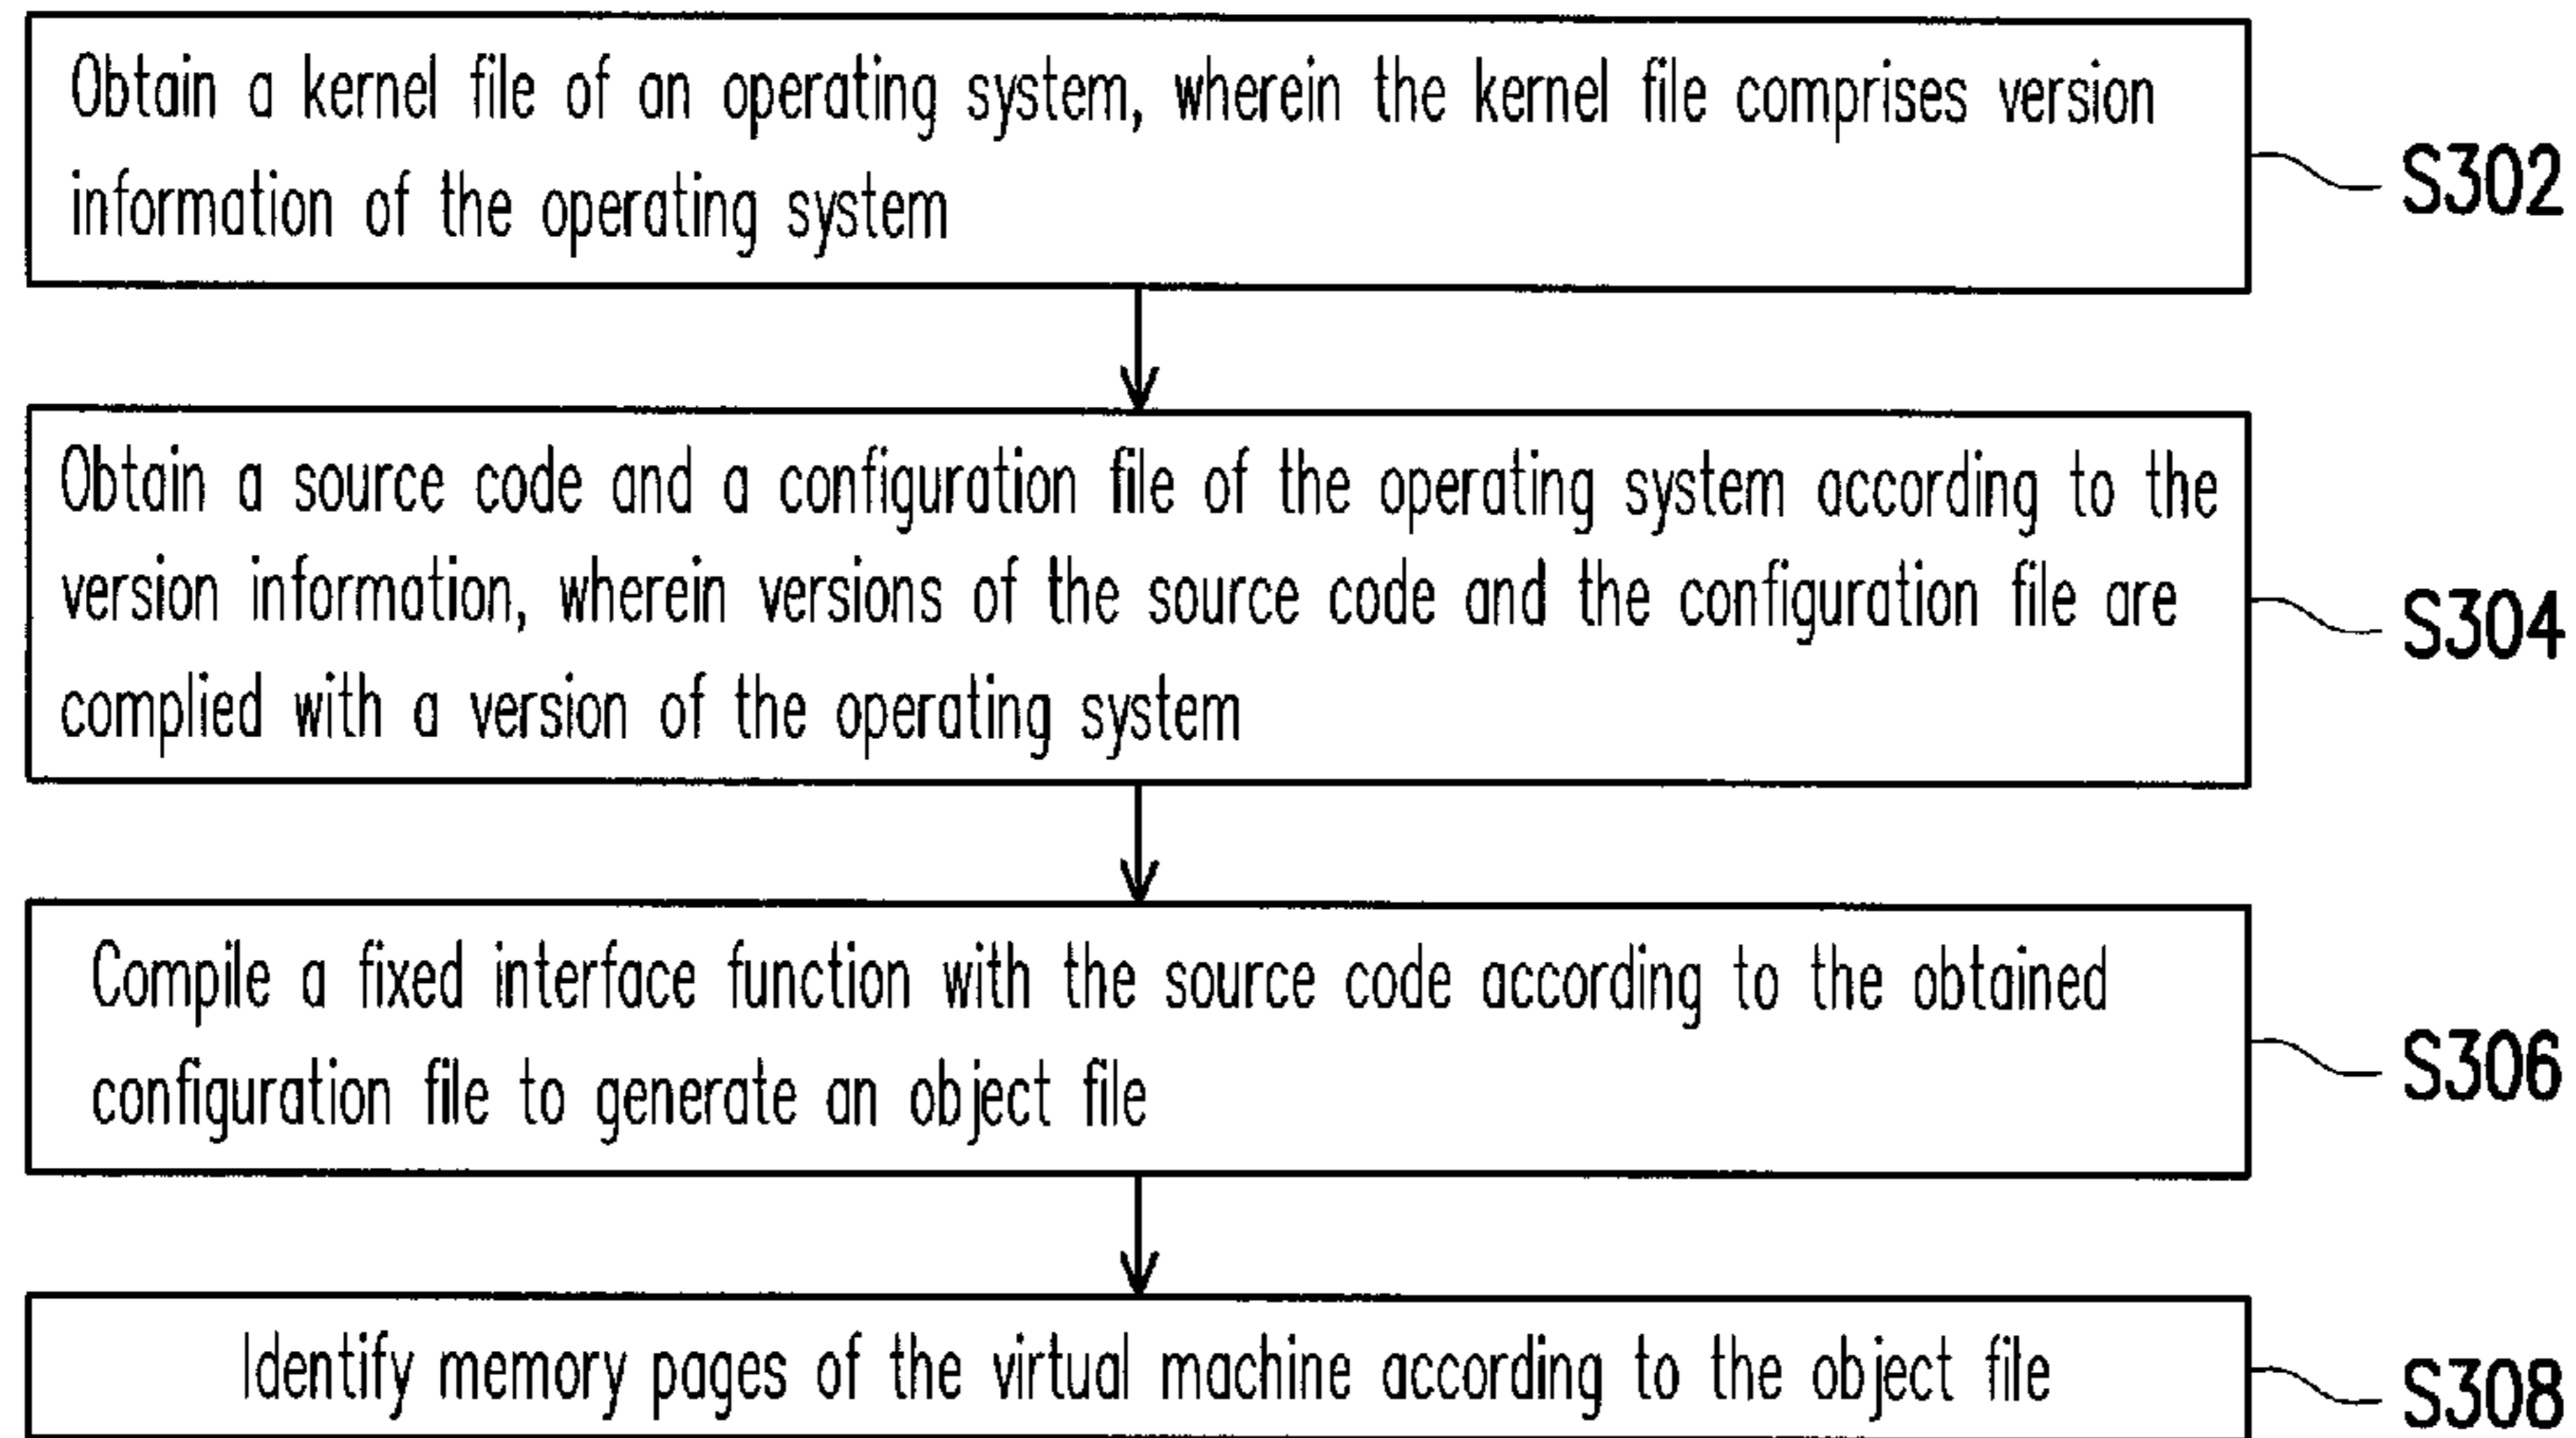 Obtain a kernel file of an operating system, wherein the kernel file comprises version
information of the operating system
S302
Obtain a source code and a configuration file of the operating system according to the
version information, wherein versions of the source code and the configuration file are
complied with a version of the operating system
S304
Compile a fixed interface function with the source code according to the obtained
configuration file to generate an object file
S306
Identify memory pages of the virtual machine according to the object file
S308